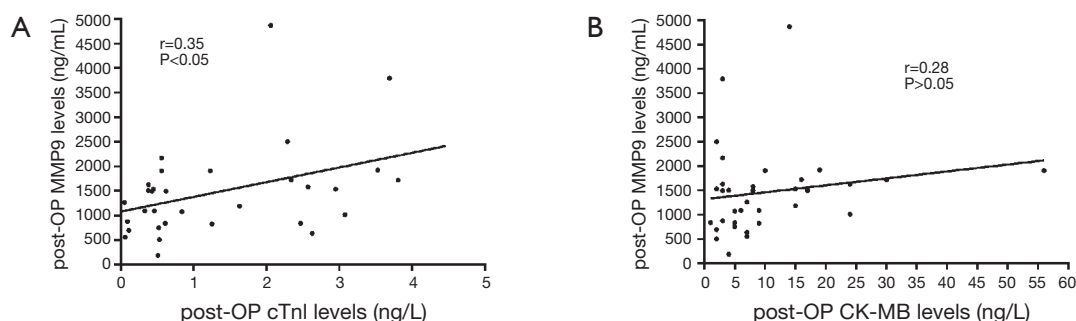 A
post-OP MMP9 levels (ng/mL)
5000
4500
4000
3500
3000
2500
2000
1500
1000
500
0
r=0.35
P<0.05
0 1 2 3 4 5
post-OP cTnI levels (ng/L)
B
post-OP MMP9 levels (ng/mL)
5000
4500
4000
3500
3000
2500
2000
1500
1000
500
0
r=0.28
P>0.05
0 5 10 15 20 25 30 35 40 45 50 55 60
post-OP CK-MB levels (ng/L)